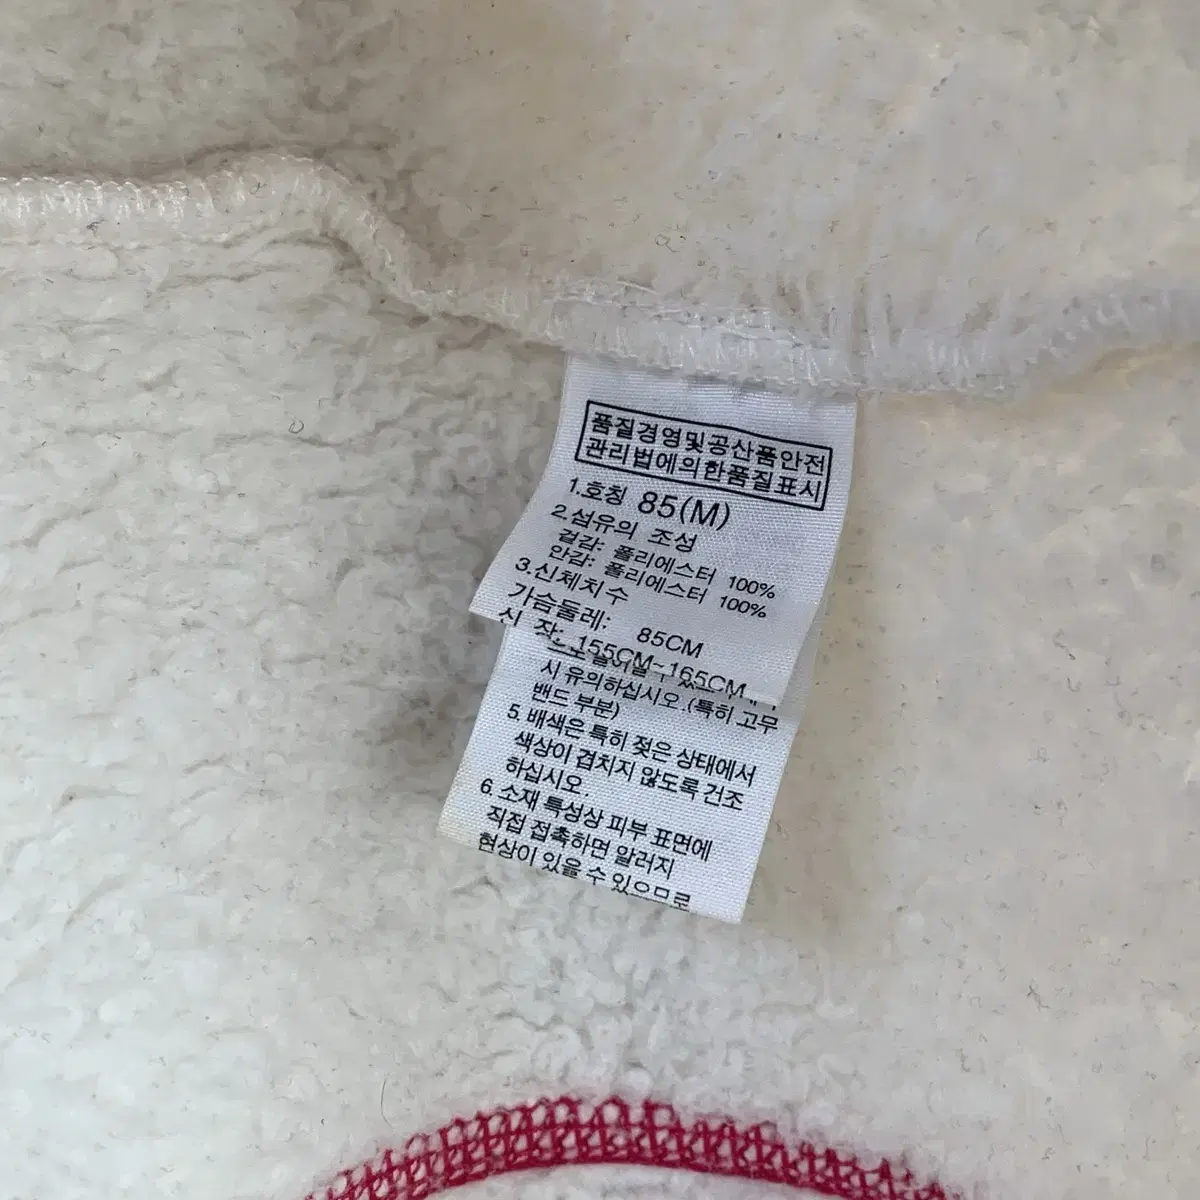 품질경영및공산품안전
관리법에의한품질표시
1.호칭 85(M)
2.섬유의 조성
겉감: 폴리에스터 100%
안감: 폴리에스터 100%
3.신체치수
가슴둘레: 85CM
신 장: 155CM~165CM
시 유의하십시오.(특히 고무
밴드 부분)
5. 배색은 특히 젖은 상태에서
색상이 겹치지 않도록 건조
하십시오.
6. 소재 특성상 피부 표면에
직접 접촉하면 알러지
현상이 있을 수 있으므로